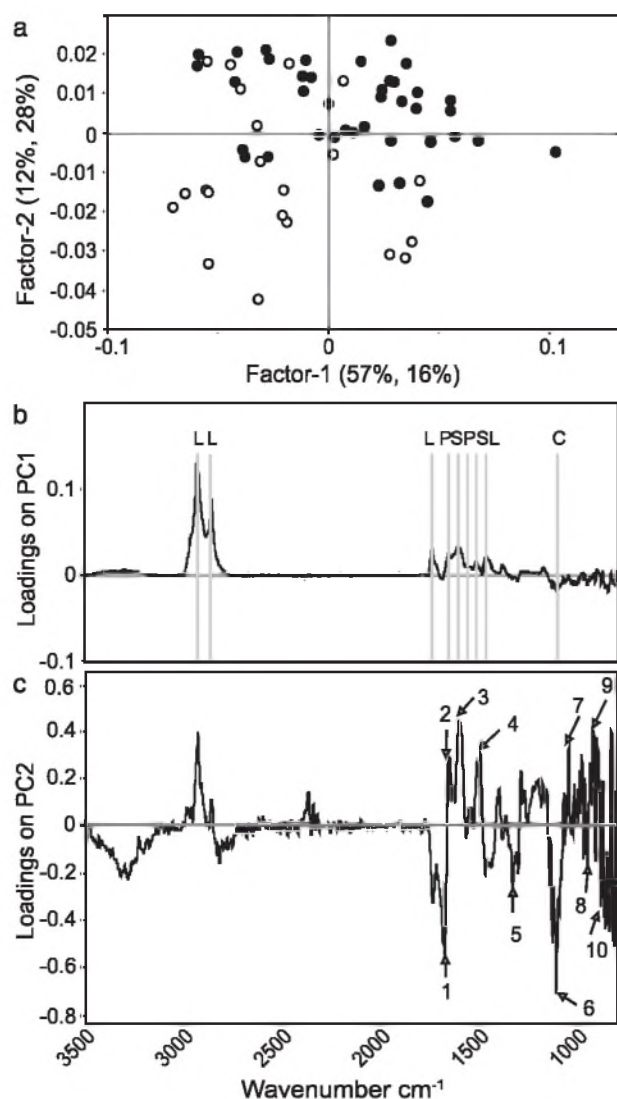 a
0.02
0.01
0
-0.01
-0.02
-0.03
-0.04
-0.05
Factor-2 (12%, 28%)
-0.1 0 0.1
Factor-1 (57%, 16%)
b
L L L P S P S L C
0.1
0
-0.1
Loadings on PC1
c
0.6
0.4
0.2
0
-0.2
-0.4
-0.6
-0.8
Loadings on PC2
2 3 4 7 9
1 5 6 8 10
3500 3000 2500 2000 1500 1000
Wavenumber cm⁻¹